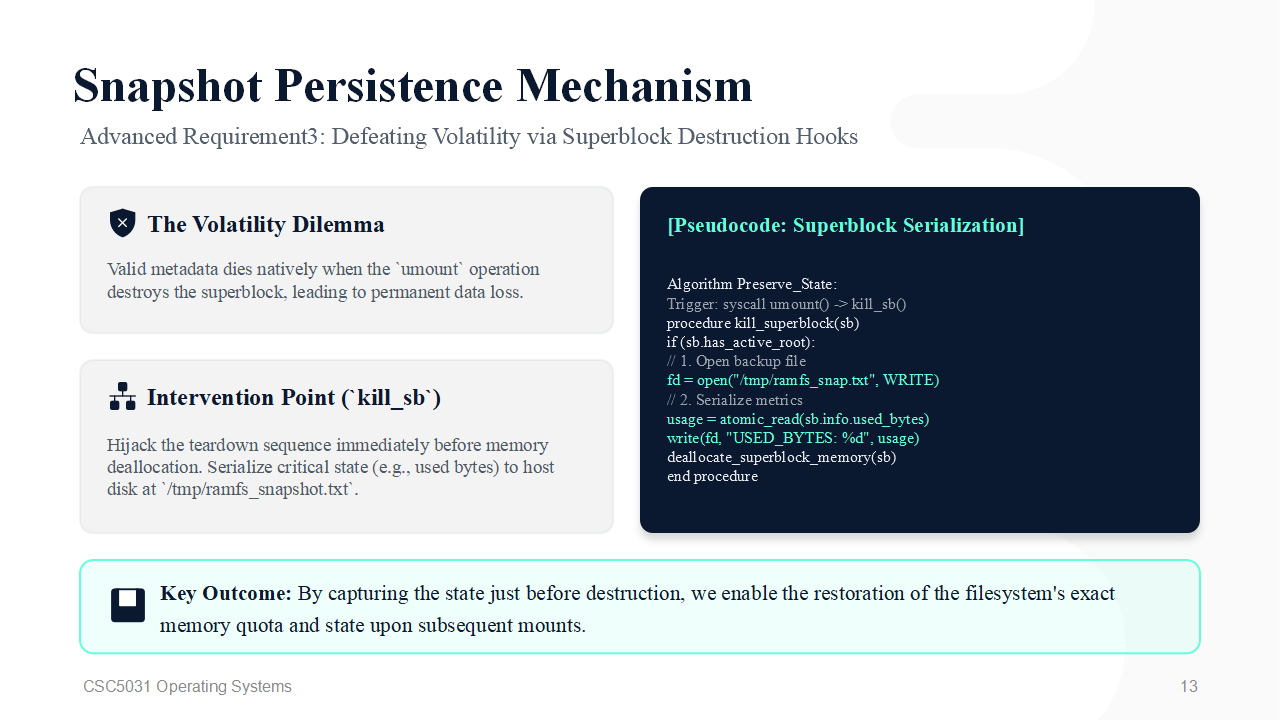 Snapshot Persistence Mechanism
Advanced Requirement3: Defeating Volatility via Superblock Destruction Hooks
The Volatility Dilemma
Valid metadata dies natively when the `umount` operation
destroys the superblock, leading to permanent data loss.
Intervention Point (`kill_sb`)
Hijack the teardown sequence immediately before memory
deallocation. Serialize critical state (e.g., used bytes) to host
disk at `/tmp/ramfs_snapshot.txt`.
[Pseudocode: Superblock Serialization]
Algorithm Preserve_State:
Trigger: syscall umount() -> kill_sb()
procedure kill_superblock(sb)
if (sb.has_active_root):
// 1. Open backup file
fd = open("/tmp/ramfs_snap.txt", WRITE)
// 2. Serialize metrics
usage = atomic_read(sb.info.used_bytes)
write(fd, "USED_BYTES: %d", usage)
deallocate_superblock_memory(sb)
end procedure
Key Outcome: By capturing the state just before destruction, we enable the restoration of the filesystem's exact
memory quota and state upon subsequent mounts.
CSC5031 Operating Systems
13